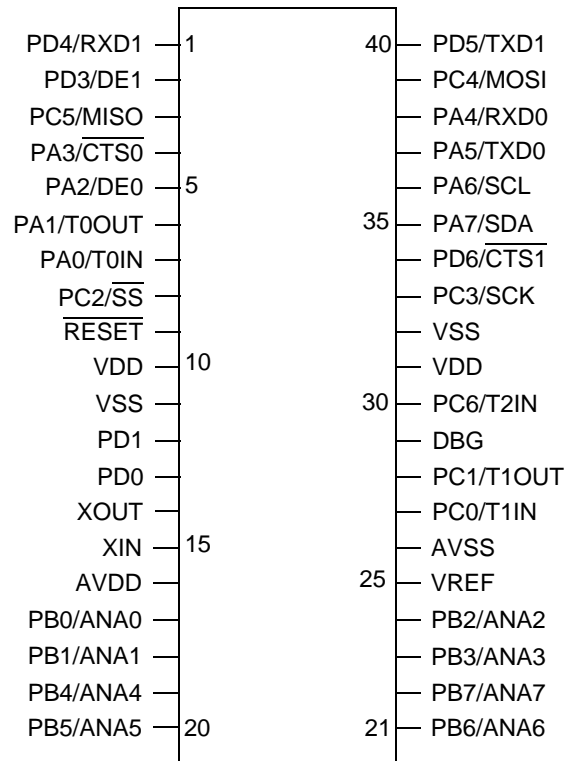 PD4/RXD1 1 40 PD5/TXD1
PD3/DE1 PC4/MOSI
PC5/MISO PA4/RXD0
PA3/CTS0 PA5/TXD0
PA2/DE0 5 PA6/SCL
PA1/T0OUT 35 PA7/SDA
PA0/T0IN PD6/CTS1
PC2/SS PC3/SCK
RESET VSS
VDD 10 VDD
VSS 30 PC6/T2IN
PD1 DBG
PD0 PC1/T1OUT
XOUT PC0/T1IN
XIN 15 AVSS
AVDD 25 VREF
PB0/ANA0 PB2/ANA2
PB1/ANA1 PB3/ANA3
PB4/ANA4 PB7/ANA7
PB5/ANA5 20 21 PB6/ANA6